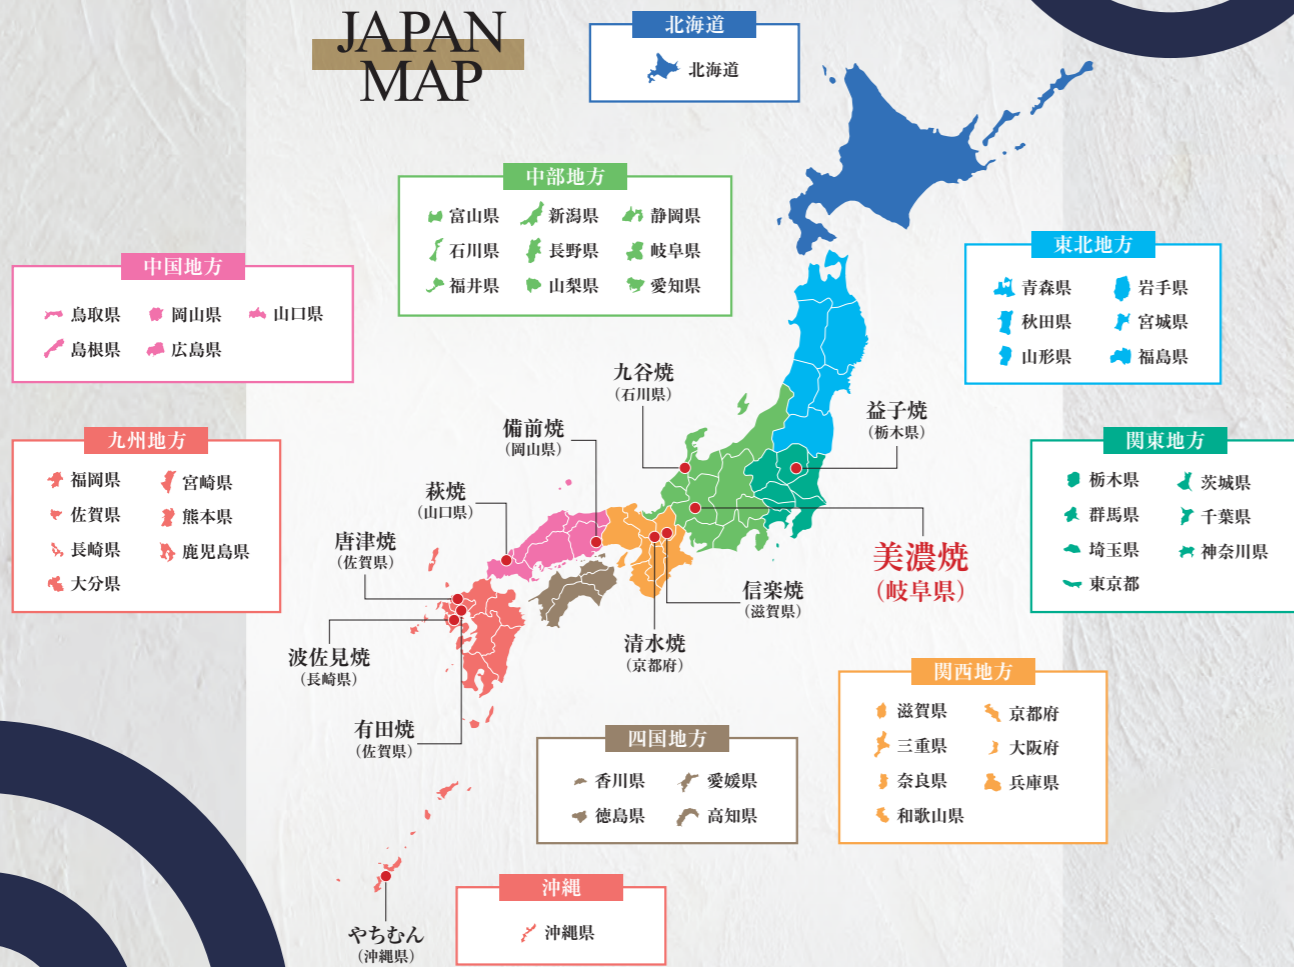 JAPAN
MAP
北海道
北海道
中部地方
富山県 新潟県 静岡県
石川県 長野県 岐阜県
福井県 山梨県 愛知県
中国地方
鳥取県 岡山県 山口県
島根県 広島県
東北地方
青森県 岩手県
秋田県 宮城県
山形県 福島県
九州地方
福岡県 宮崎県
佐賀県 熊本県
長崎県 鹿児島県
大分県
関東地方
栃木県 茨城県
群馬県 千葉県
埼玉県 神奈川県
東京都
九谷焼
(石川県)
益子焼
(栃木県)
備前焼
(岡山県)
萩焼
(山口県)
唐津焼
(佐賀県)
美濃焼
(岐阜県)
信楽焼
(滋賀県)
清水焼
(京都府)
波佐見焼
(長崎県)
有田焼
(佐賀県)
関西地方
滋賀県 京都府
三重県 大阪府
奈良県 兵庫県
和歌山県
四国地方
香川県 愛媛県
徳島県 高知県
沖縄
沖縄県
やちむん
(沖縄県)